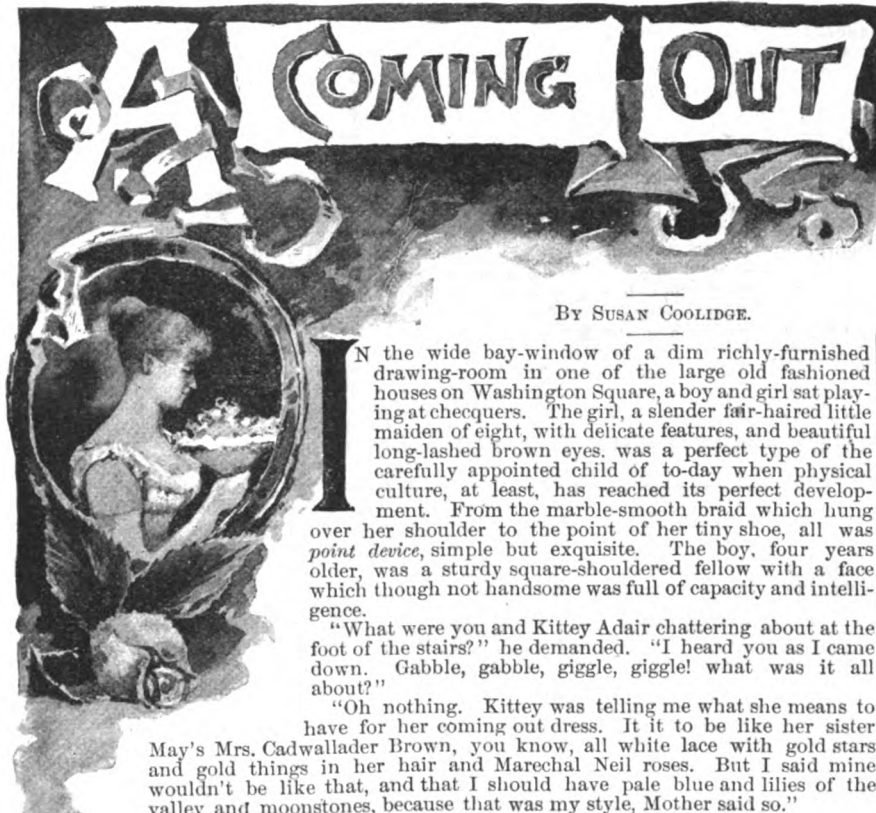 A COMING OUT
BY SUSAN COOLIDGE.
IN the wide bay-window of a dim richly-furnished
drawing-room in one of the large old fashioned
houses on Washington Square, a boy and girl sat play-
ing at checquers. The girl, a slender fair-haired little
maiden of eight, with delicate features, and beautiful
long-lashed brown eyes. was a perfect type of the
carefully appointed child of to-day when physical
culture, at least, has reached its perfect develop-
ment. From the marble-smooth braid which hung
over her shoulder to the point of her tiny shoe, all was
point device, simple but exquisite. The boy, four years
older, was a sturdy square-shouldered fellow with a face
which though not handsome was full of capacity and intelli-
gence.
"What were you and Kittey Adair chattering about at the
foot of the stairs?" he demanded. "I heard you as I came
down. Gabble, gabble, giggle, giggle! what was it all
about?"
"Oh nothing. Kittey was telling me what she means to
have for her coming out dress. It it to be like her sister
May's Mrs. Cadwallader Brown, you know, all white lace with gold stars
and gold things in her hair and Marechal Neil roses. But I said mine
wouldn't be like that, and that I should have pale blue and lilies of the
valley and moonstones, because that was my style, Mother said so."